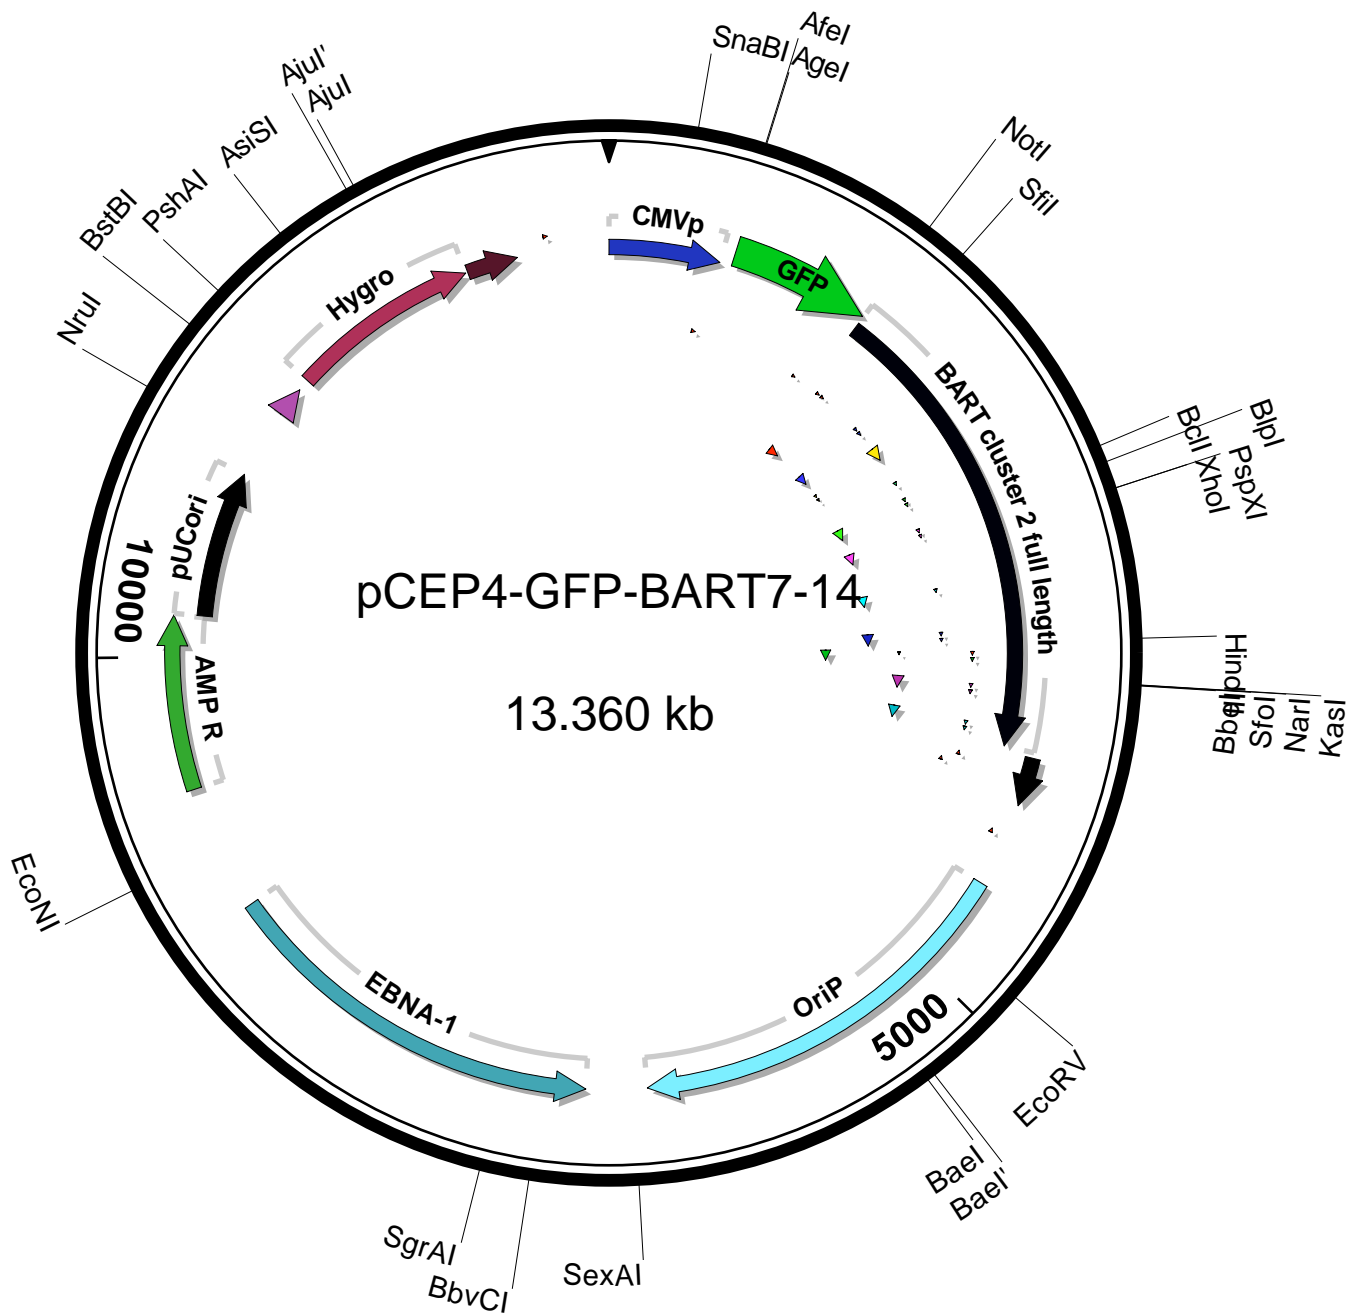 SnaBI
AfeI
AgeI
NotI
SfiI
BclI
BlpI
XhoI
PspXI
HindIII
BbeI
SfoI
NarI
KasI
EcoRV
BaeI
BaeI'
SexAI
BbvCI
SgrAI
EcoNI
NruI
BstBI
PshAI
AsiSI
AjuI'
AjuI
CMVp
GFP
BART cluster 2 full length
OriP
5000
EBNA-1
AMP R
10000
pUCori
Hygro
pCEP4-GFP-BART7-14
13.360 kb